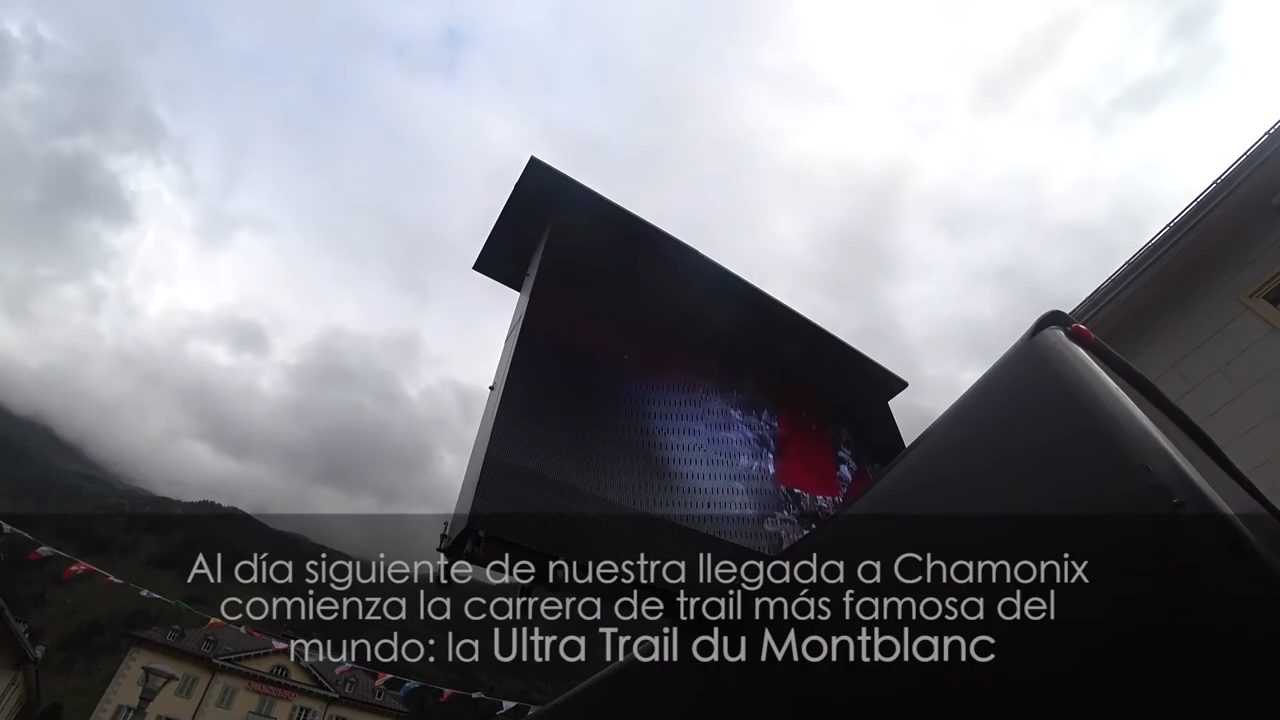 Al día siguiente de nuestra llegada a Chamonix
comienza la carrera de trail más famosa del
mundo: la Ultra Trail du Montblanc
CASINO